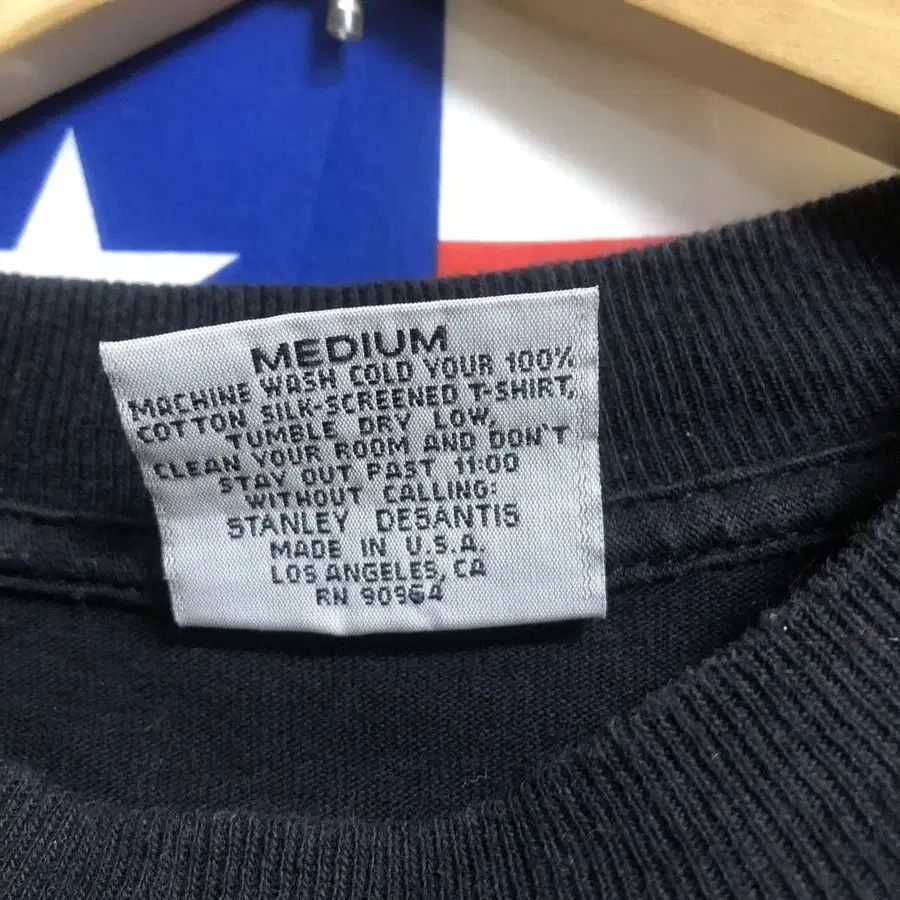 MEDIUM
MACHINE WASH COLD YOUR 100%
COTTON SILK-SCREENED T-SHIRT,
TUMBLE DRY LOW,
CLEAN YOUR ROOM AND DON'T
STAY OUT PAST 11:00
WITHOUT CALLING:
STANLEY DESANTIS
MADE IN U.S.A.
LOS ANGELES, CA
RN 90964